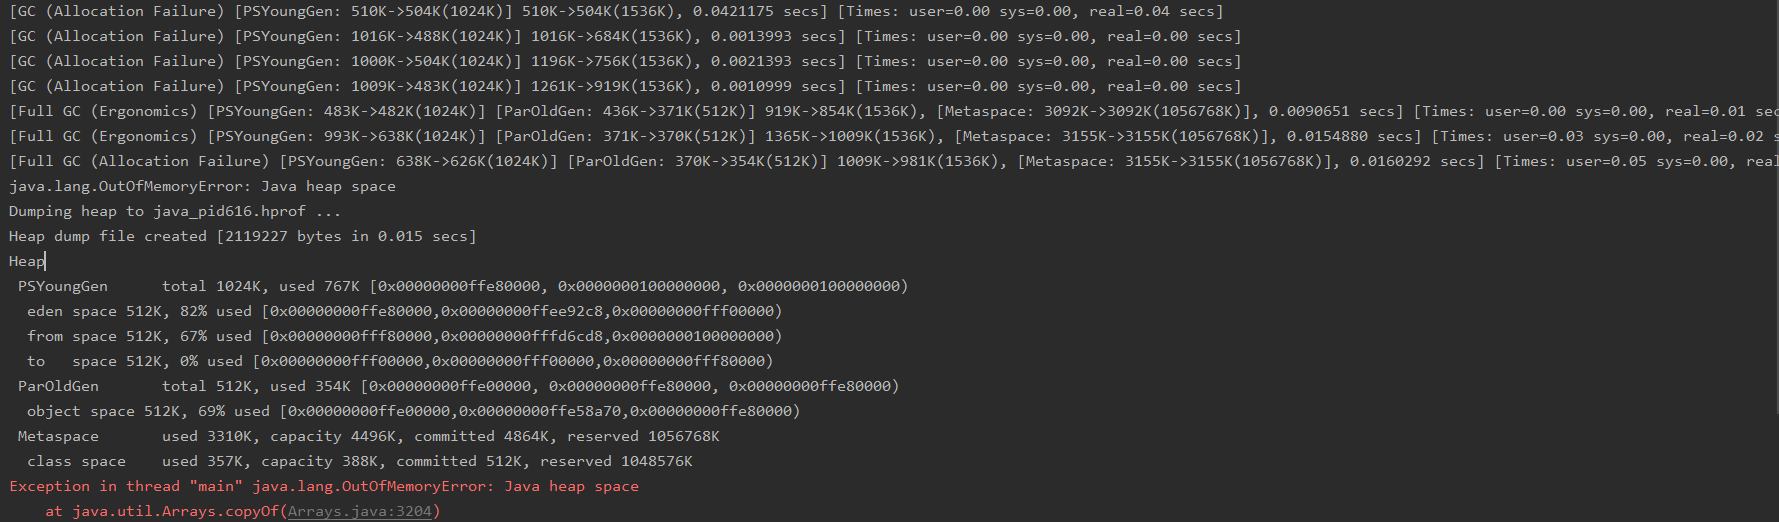 [GC (Allocation Failure) [PSYoungGen: 510K->504K(1024K)] 510K->504K(1536K), 0.0421175 secs] [Times: user=0.00 sys=0.00, real=0.04 secs]
[GC (Allocation Failure) [PSYoungGen: 1016K->488K(1024K)] 1016K->684K(1536K), 0.0013993 secs] [Times: user=0.00 sys=0.00, real=0.00 secs]
[GC (Allocation Failure) [PSYoungGen: 1000K->504K(1024K)] 1196K->756K(1536K), 0.0021393 secs] [Times: user=0.00 sys=0.00, real=0.00 secs]
[GC (Allocation Failure) [PSYoungGen: 1009K->483K(1024K)] 1261K->919K(1536K), 0.0010999 secs] [Times: user=0.00 sys=0.00, real=0.00 secs]
[Full GC (Ergonomics) [PSYoungGen: 483K->482K(1024K)] [ParOldGen: 436K->371K(512K)] 919K->854K(1536K), [Metaspace: 3092K->3092K(1056768K)], 0.0090651 secs] [Times: user=0.00 sys=0.00, real=0.01 sec
[Full GC (Ergonomics) [PSYoungGen: 993K->638K(1024K)] [ParOldGen: 371K->370K(512K)] 1365K->1009K(1536K), [Metaspace: 3155K->3155K(1056768K)], 0.0154880 secs] [Times: user=0.03 sys=0.00, real=0.02 s
[Full GC (Allocation Failure) [PSYoungGen: 638K->626K(1024K)] [ParOldGen: 370K->354K(512K)] 1009K->981K(1536K), [Metaspace: 3155K->3155K(1056768K)], 0.0160292 secs] [Times: user=0.05 sys=0.00, real
java.lang.OutOfMemoryError: Java heap space
Dumping heap to java_pid616.hprof ...
Heap dump file created [2119227 bytes in 0.015 secs]
Heap
 PSYoungGen      total 1024K, used 767K [0x00000000ffe80000, 0x0000000100000000, 0x0000000100000000)
  eden space 512K, 82% used [0x00000000ffe80000,0x00000000ffee92c8,0x00000000fff00000)
  from space 512K, 67% used [0x00000000fff80000,0x00000000fffd6cd8,0x0000000100000000)
  to   space 512K, 0% used [0x00000000fff00000,0x00000000fff00000,0x00000000fff80000)
 ParOldGen       total 512K, used 354K [0x00000000ffe00000, 0x00000000ffe80000, 0x00000000ffe80000)
  object space 512K, 69% used [0x00000000ffe00000,0x00000000ffe58a70,0x00000000ffe80000)
 Metaspace       used 3310K, capacity 4496K, committed 4864K, reserved 1056768K
  class space    used 357K, capacity 388K, committed 512K, reserved 1048576K
Exception in thread "main" java.lang.OutOfMemoryError: Java heap space
    at java.util.Arrays.copyOf(Arrays.java:3204)